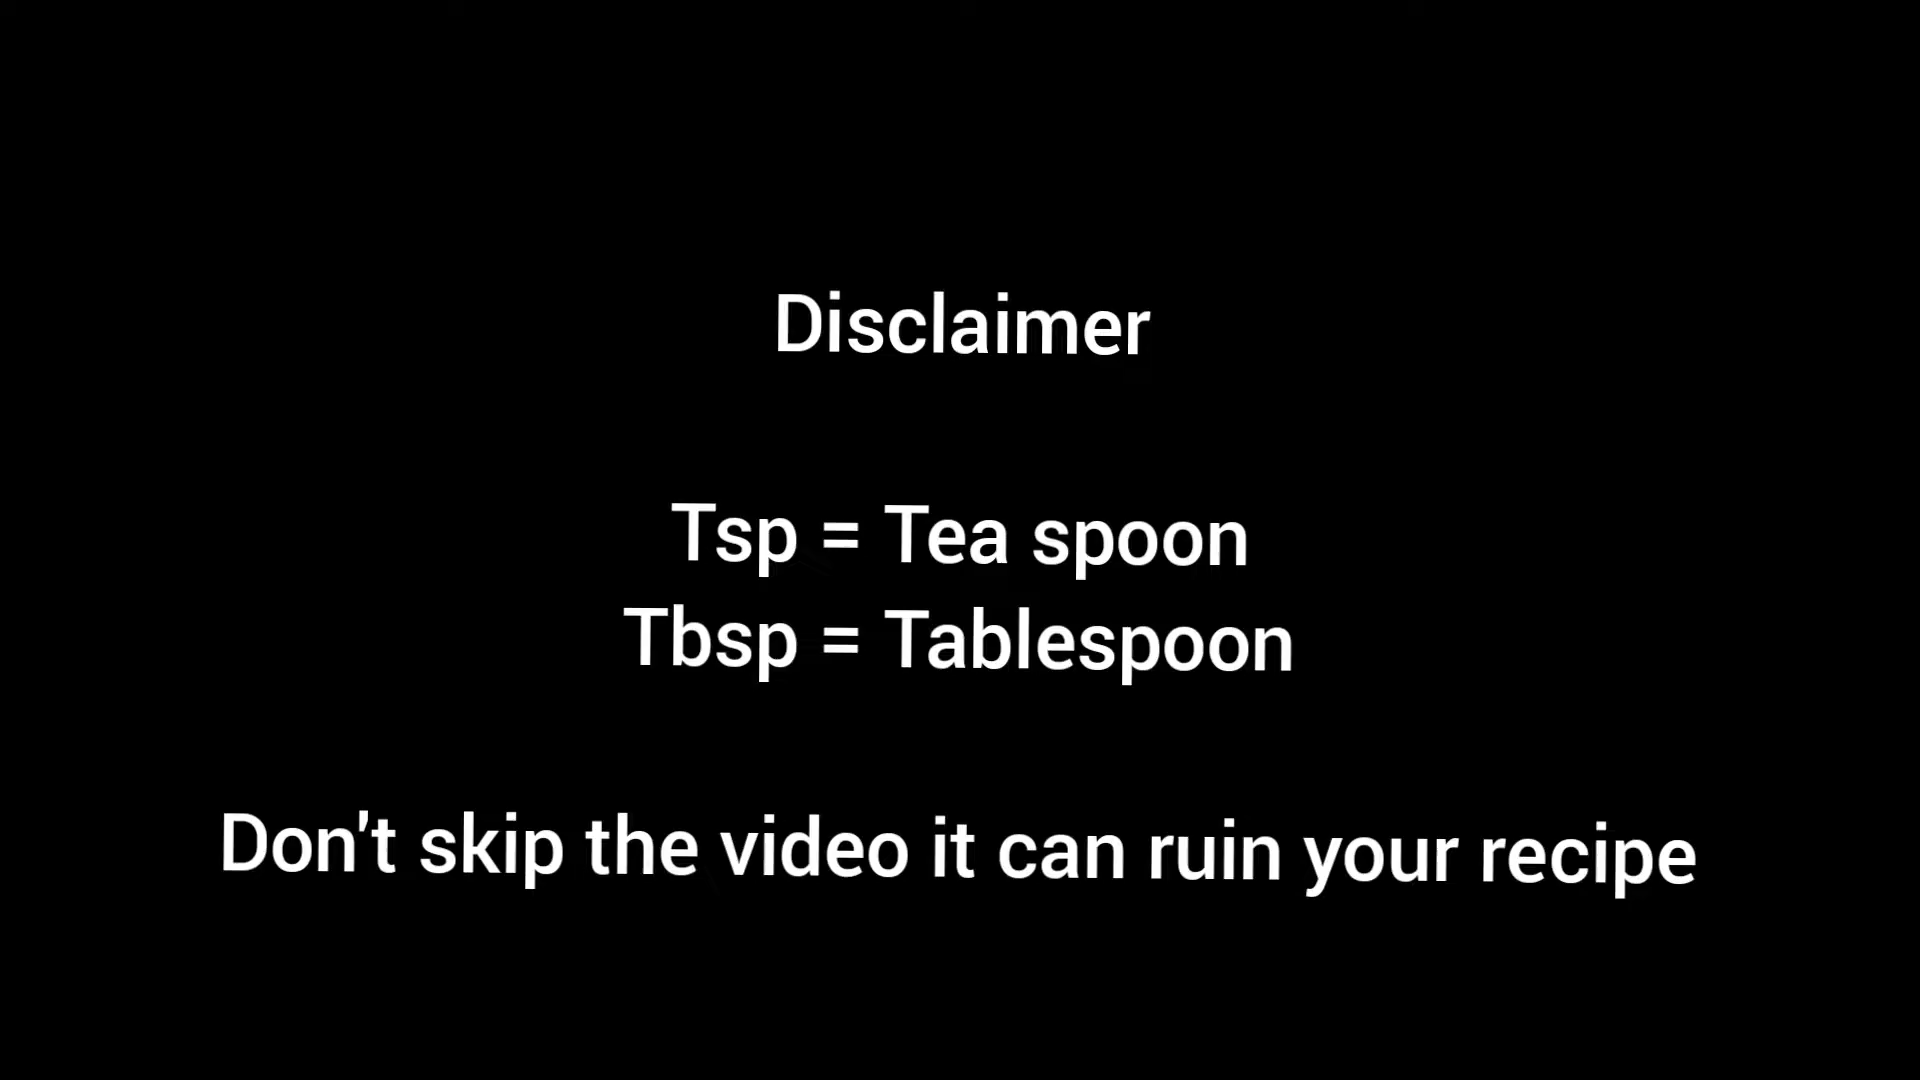 Disclaimer
Tsp = Tea spoon
Tbsp = Tablespoon
Don't skip the video it can ruin your recipe